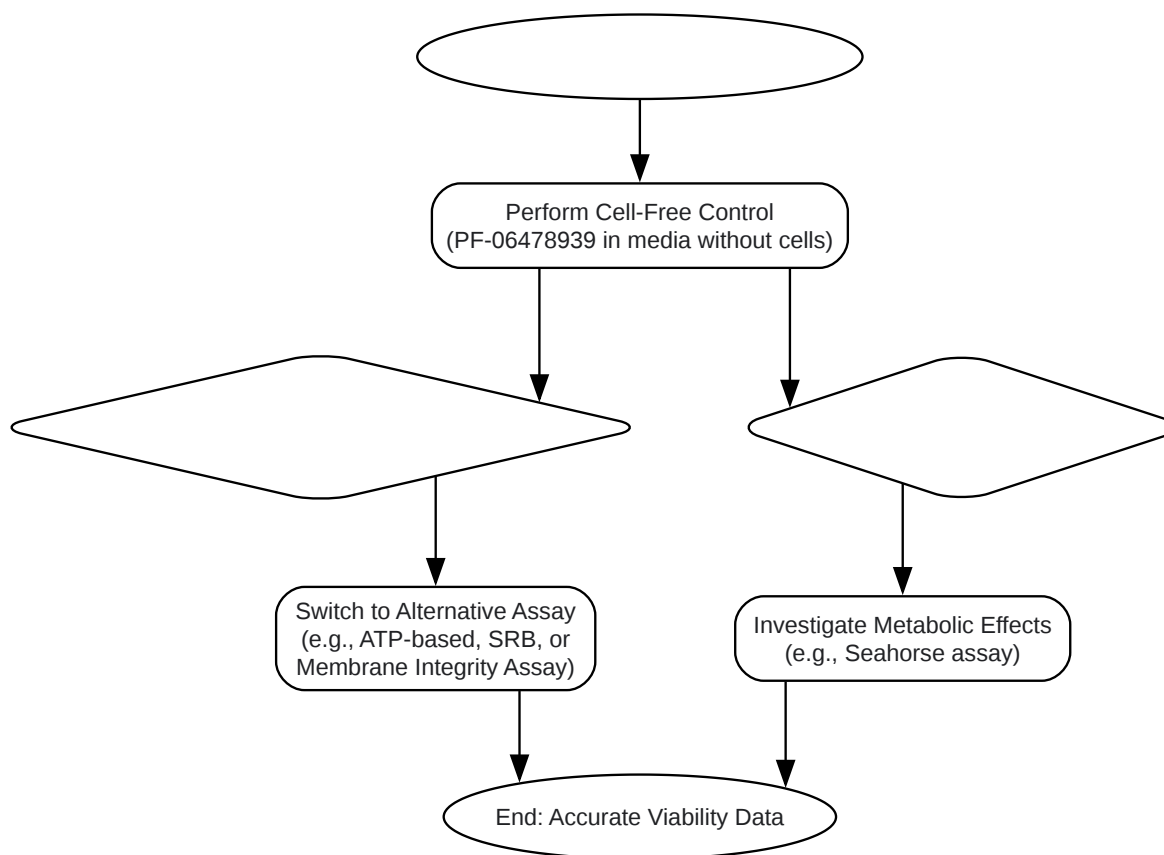 Perform Cell-Free Control
(PF-06478939 in media without cells)
Switch to Alternative Assay
(e.g., ATP-based, SRB, or
Membrane Integrity Assay)
Investigate Metabolic Effects
(e.g., Seahorse assay)
End: Accurate Viability Data